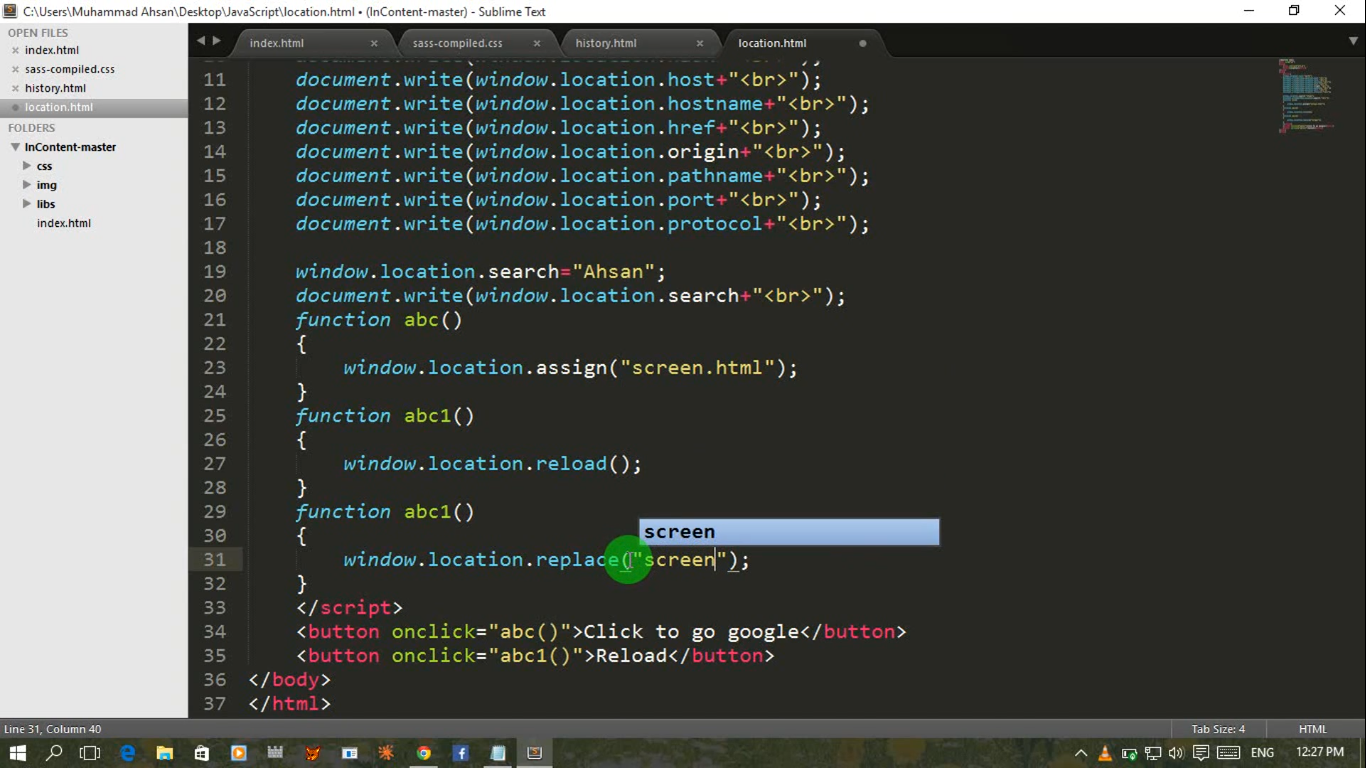 C:\Users\Muhammad Ahsan\Desktop\JavaScript\location.html • (InContent-master) - Sublime Text
OPEN FILES
index.html
sass-compiled.css
history.html
location.html
FOLDERS
InContent-master
css
img
libs
index.html
index.html
sass-compiled.css
history.html
location.html
11 document.write(window.location.host+"<br>");
12 document.write(window.location.hostname+"<br>");
13 document.write(window.location.href+"<br>");
14 document.write(window.location.origin+"<br>");
15 document.write(window.location.pathname+"<br>");
16 document.write(window.location.port+"<br>");
17 document.write(window.location.protocol+"<br>");
18
19 window.location.search="Ahsan";
20 document.write(window.location.search+"<br>");
21 function abc()
22 {
23 window.location.assign("screen.html");
24 }
25 function abc1()
26 {
27 window.location.reload();
28 }
29 function abc1()
30 {
screen
31 window.location.replace("screen");
32 }
33 </script>
34 <button onclick="abc()">Click to go google</button>
35 <button onclick="abc1()">Reload</button>
36 </body>
37 </html>
Line 31, Column 40
Tab Size: 4
HTML
ENG
12:27 PM